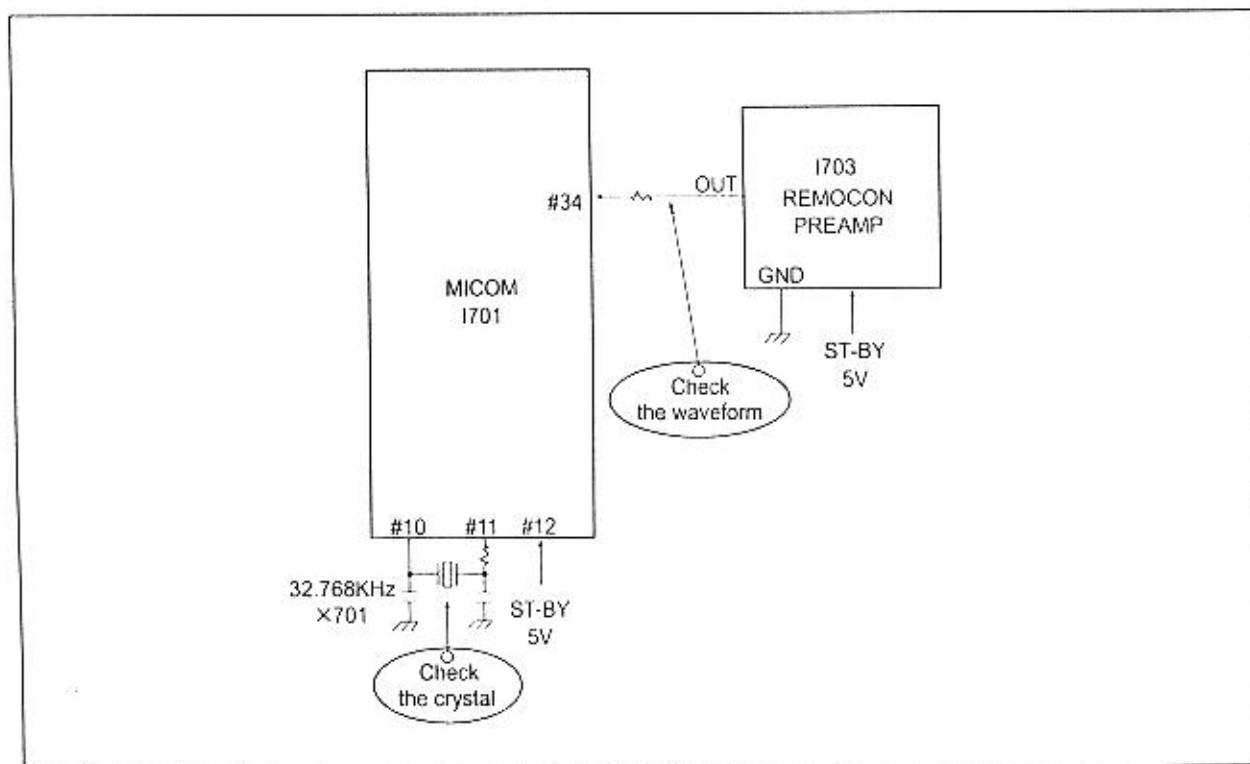 MICOM
I701
#34
OUT
I703
REMOCON
PREAMP
GND
ST-BY
5V
Check
the waveform
#10 #11 #12
32.768KHz
X701
ST-BY
5V
Check
the crystal